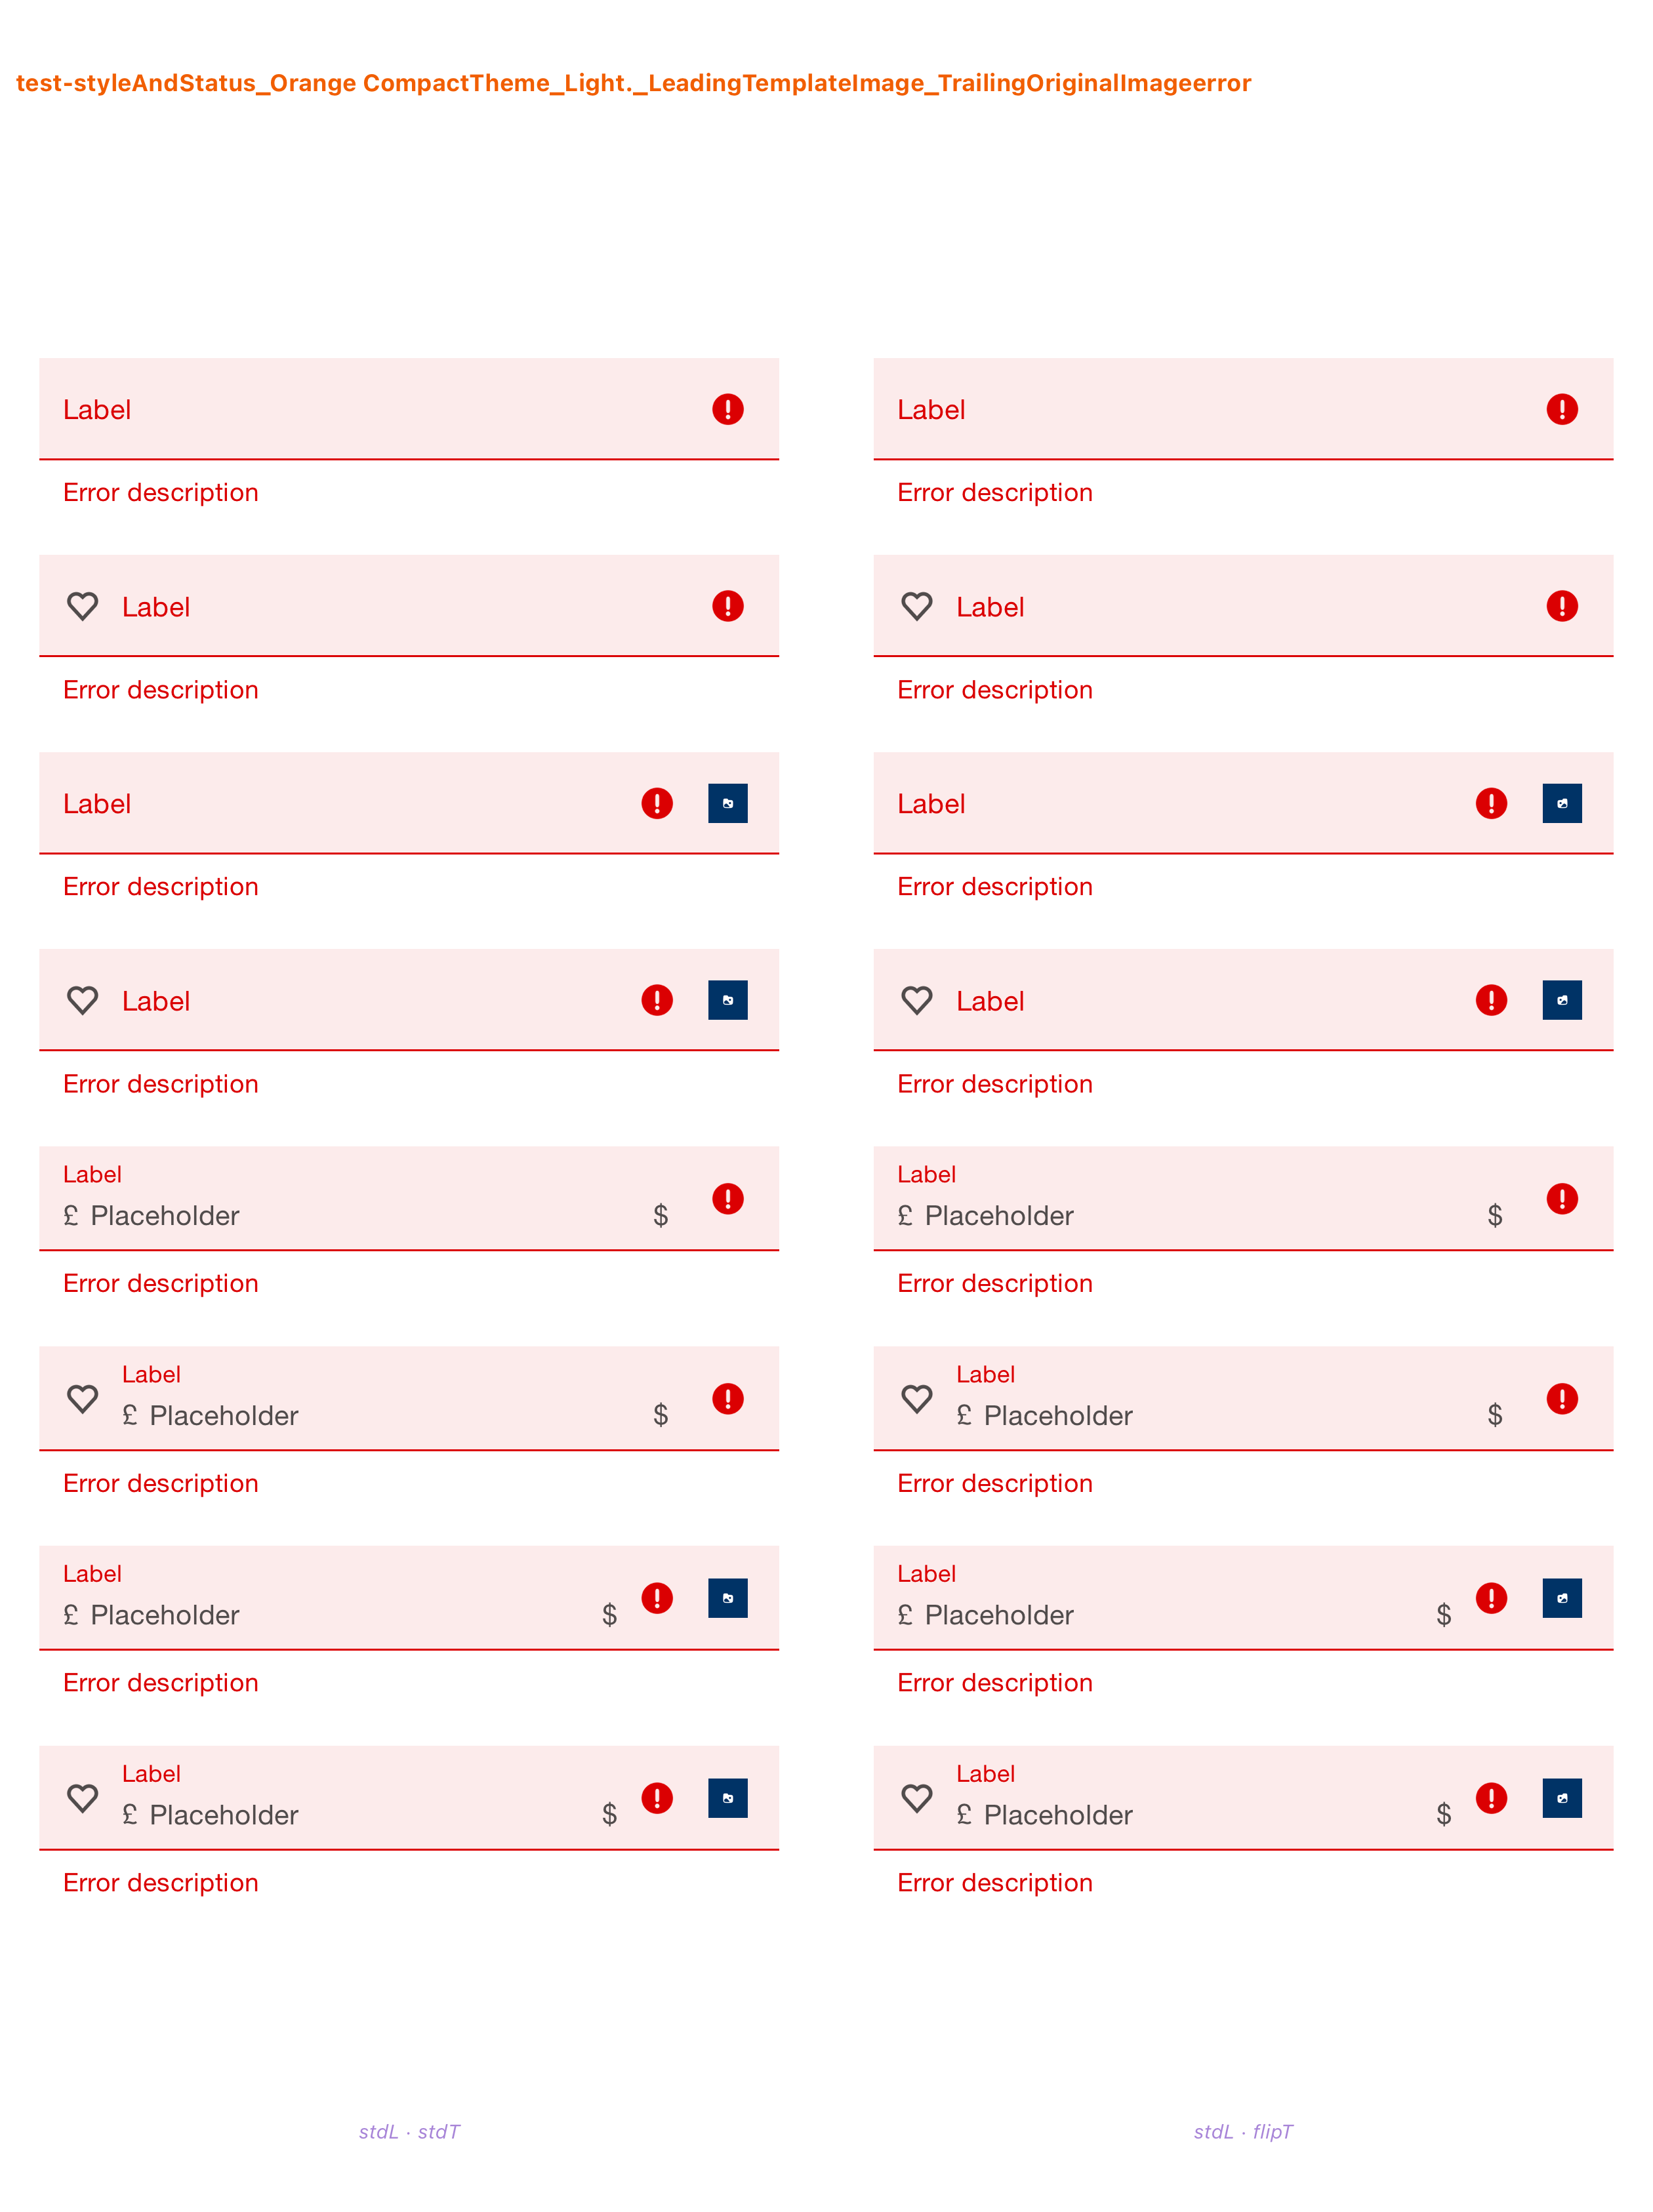 test-styleAndStatus_Orange CompactTheme_Light._LeadingTemplateImage_TrailingOriginalImageerror
Label
Error description
Label
Error description
Label
Error description
Label
Error description
Label
£ Placeholder $
Error description
Label
£ Placeholder $
Error description
Label
£ Placeholder $
Error description
Label
£ Placeholder $
Error description
stdL · stdT
Label
Error description
Label
Error description
Label
Error description
Label
Error description
Label
£ Placeholder $
Error description
Label
£ Placeholder $
Error description
Label
£ Placeholder $
Error description
Label
£ Placeholder $
Error description
stdL · flipT